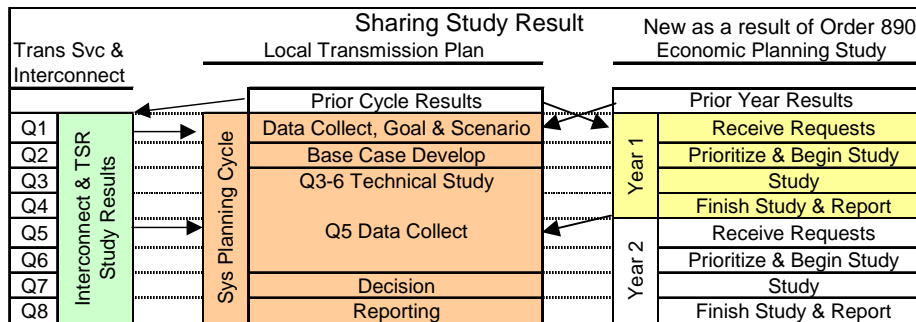 Sharing Study Result
New as a result of Order 890
Trans Svc &
Interconnect
Local Transmission Plan
Economic Planning Study
Prior Cycle Results
Prior Year Results
Q1
Q2
Q3
Q4
Q5
Q6
Q7
Q8
Interconnect & TSR
Study Results
Sys Planning Cycle
Data Collect, Goal & Scenario
Base Case Develop
Q3-6 Technical Study
Q5 Data Collect
Decision
Reporting
Year 1
Receive Requests
Prioritize & Begin Study
Study
Finish Study & Report
Year 2
Receive Requests
Prioritize & Begin Study
Study
Finish Study & Report